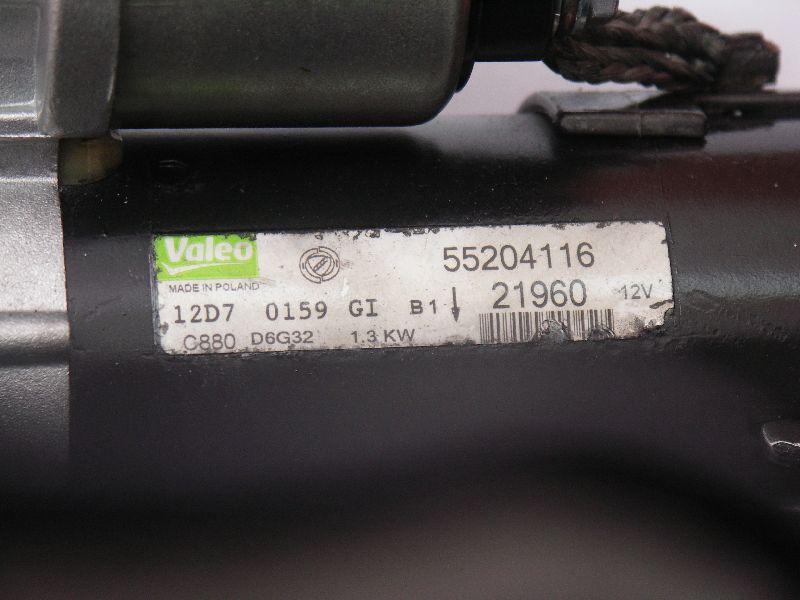 Valeo
MADE IN POLAND
55204116
12D7 0159 GI B1 21960 12V
C880 D6G32 1.3 KW